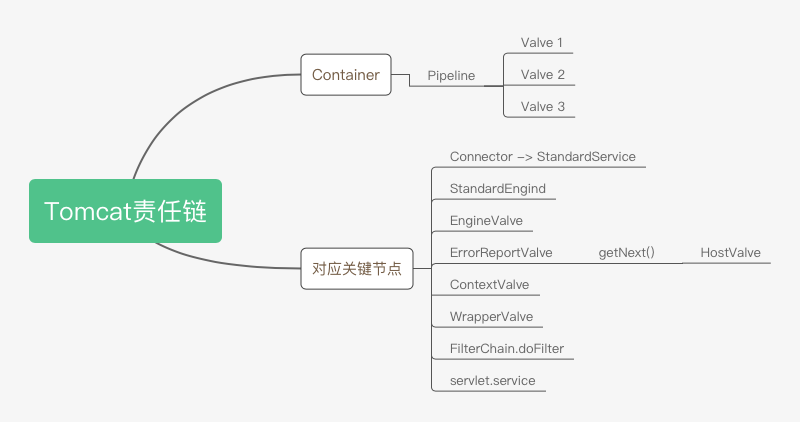 Tomcat责任链
Container
Pipeline
Valve 1
Valve 2
Valve 3
对应关键节点
Connector -> StandardService
StandardEngind
EngineValve
ErrorReportValve
getNext()
HostValve
ContextValve
WrapperValve
FilterChain.doFilter
servlet.service